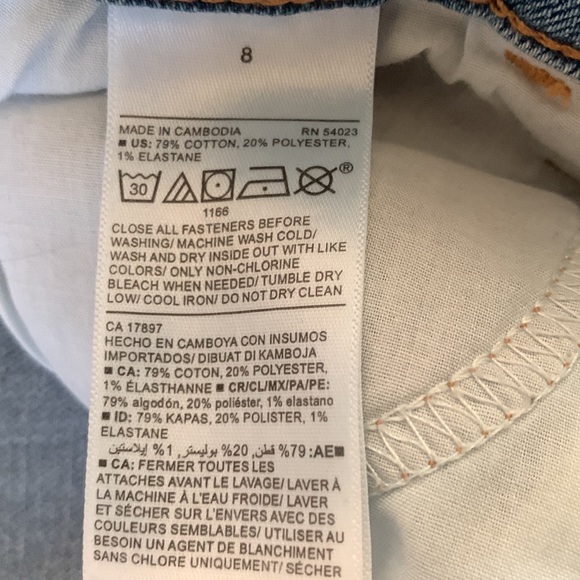 8
MADE IN CAMBODIA RN 54023
■ US: 79% COTTON, 20% POLYESTER,
1% ELASTANE
30 ®
1166
CLOSE ALL FASTENERS BEFORE
WASHING/ MACHINE WASH COLD/
WASH AND DRY INSIDE OUT WITH LIKE
COLORS/ ONLY NON-CHLORINE
BLEACH WHEN NEEDED/ TUMBLE DRY
LOW/ COOL IRON/ DO NOT DRY CLEAN
CA 17897
HECHO EN CAMBOYA CON INSUMOS
IMPORTADOS/ DIBUAT DI KAMBOJA
■ CA: 79% COTON, 20% POLYESTER,
1% ÉLASTHANNE ■ CR/CL/MX/PA/PE:
79% algodón, 20% poliéster, 1% elastano
■ ID: 79% KAPAS, 20% POLISTER, 1%
ELASTANE
■AE: 79% قطن, 20% بوليستر, 1% إيلاستين
■ CA: FERMER TOUTES LES
ATTACHES AVANT LE LAVAGE/ LAVER À
LA MACHINE À L'EAU FROIDE/ LAVER
ET SÉCHER SUR L'ENVERS AVEC DES
COULEURS SEMBLABLES/ UTILISER AU
BESOIN UN AGENT DE BLANCHIMENT
SANS CHLORE UNIQUEMENT/ SÉCHER